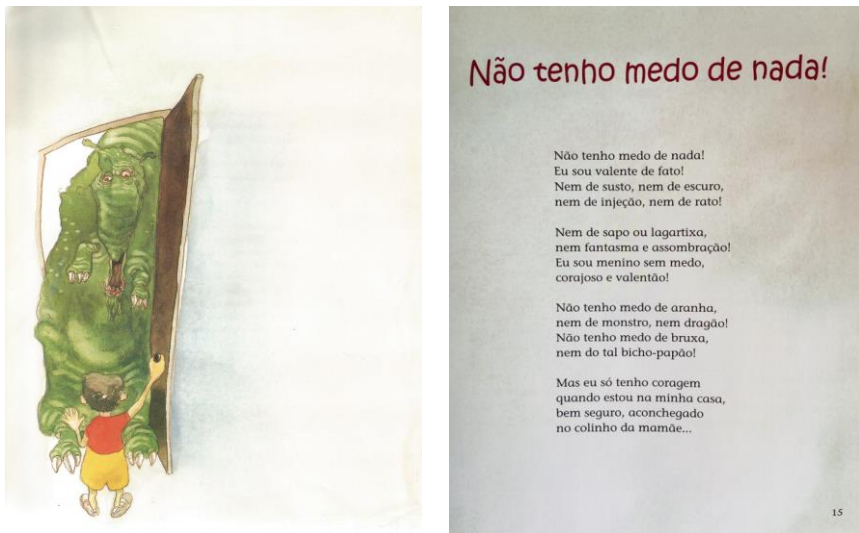 Não tenho medo de nada!
Não tenho medo de nada!
Eu sou valente de fato!
Nem de susto, nem de escuro,
nem de injeção, nem de rato!
Nem de sapo ou lagartixa,
nem fantasma e assombração!
Eu sou menino sem medo,
corajoso e valentão!
Não tenho medo de aranha,
nem de monstro, nem dragão!
Não tenho medo de bruxa,
nem do tal bicho-papão!
Mas eu só tenho coragem
quando estou na minha casa,
bem seguro, aconchegado
no colinho da mamãe...
15